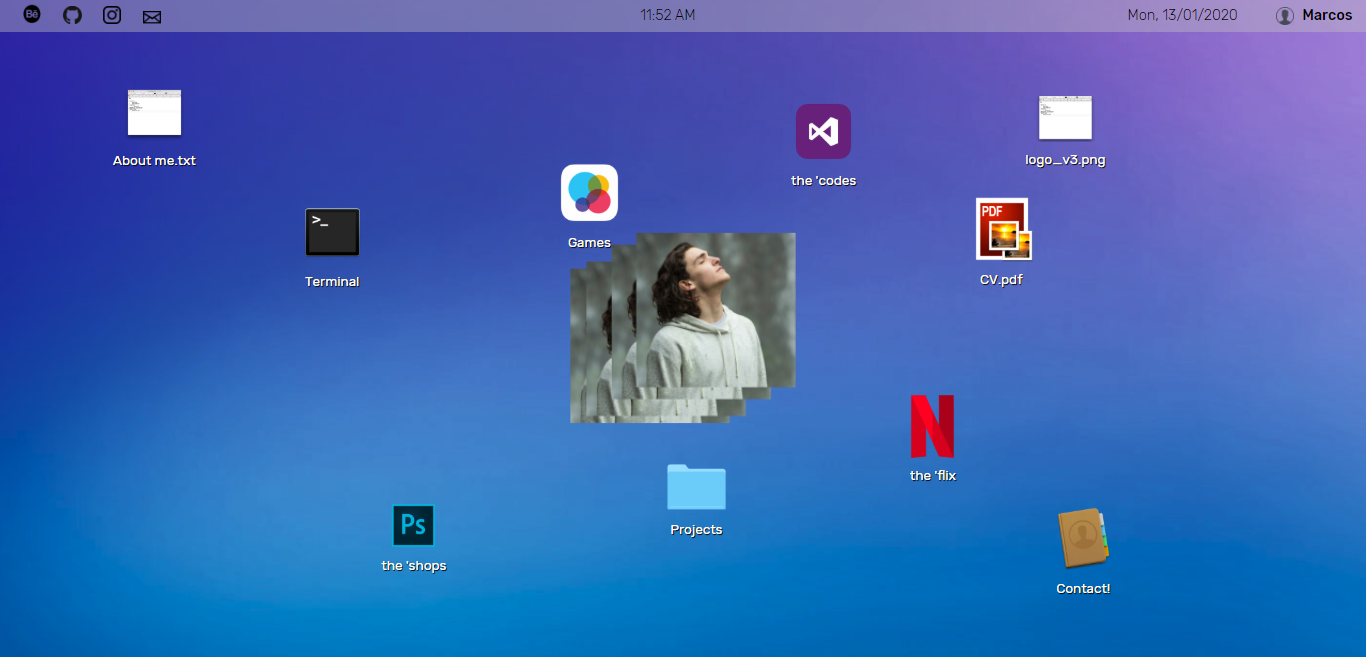 Bē
11:52 AM
Mon, 13/01/2020
Marcos
About me.txt
the 'codes
logo_v3.png
Games
PDF
>_
Terminal
CV.pdf
N
the 'flix
Ps
the 'shops
Projects
Contact!